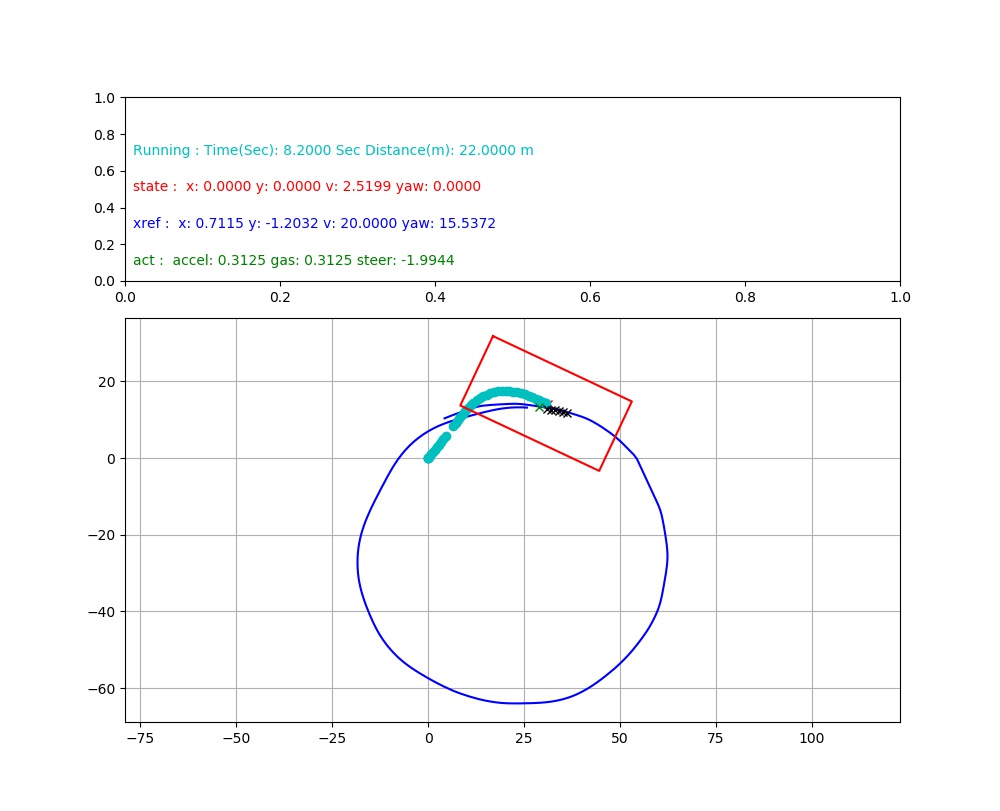 1.0
0.8
Running : Time(Sec): 8.2000 Sec Distance(m): 22.0000 m
0.6
state :  x: 0.0000 y: 0.0000 v: 2.5199 yaw: 0.0000
0.4
xref :  x: 0.7115 y: -1.2032 v: 20.0000 yaw: 15.5372
0.2
act :  accel: 0.3125 gas: 0.3125 steer: -1.9944
0.0
0.0 0.2 0.4 0.6 0.8 1.0
20
0
−20
−40
−60
−75 −50 −25 0 25 50 75 100